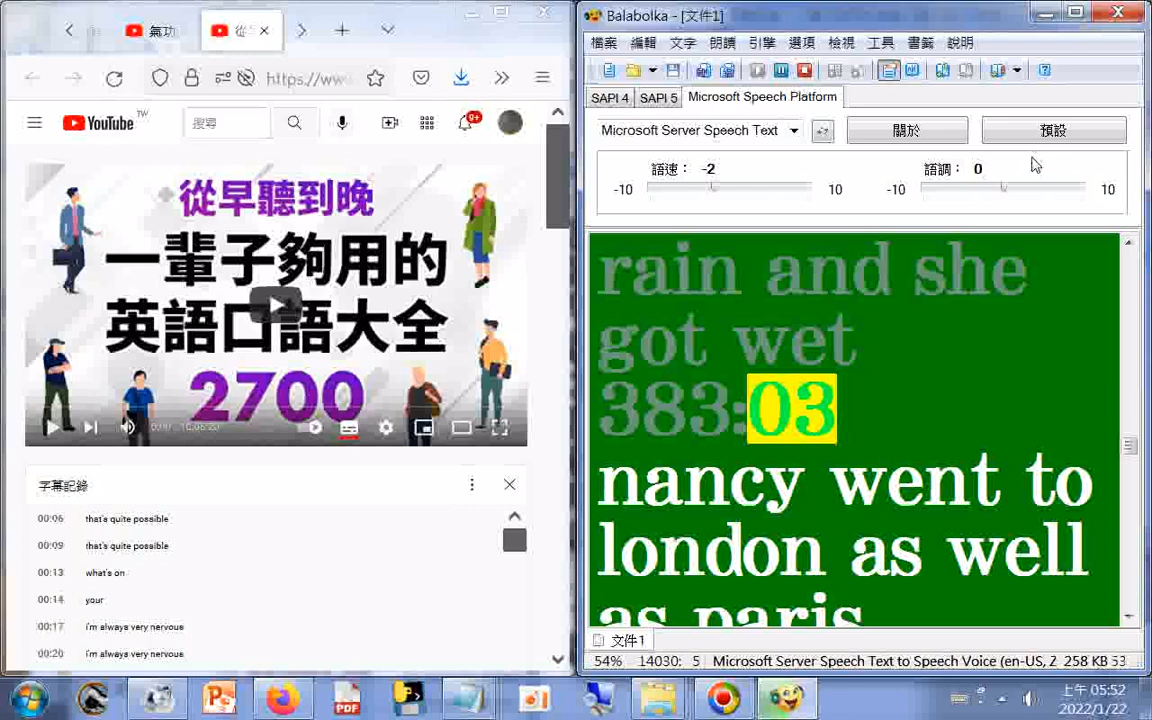 氣功
從
https://www
YouTube TW
搜尋
9+
從早聽到晚
一輩子夠用的
英語口語大全
2700
字幕記錄
00:06 that's quite possible
00:09 that's quite possible
00:13 what's on
00:14 your
00:17 i'm always very nervous
00:20 i'm always very nervous
Balabolka - [文件1]
檔案 編輯 文字 朗讀 引擎 選項 檢視 工具 書籤 說明
SAPI 4 SAPI 5 Microsoft Speech Platform
Microsoft Server Speech Text
關於
預設
語速: -2
-10 10
語調: 0
-10 10
rain and she
got wet
383:03
nancy went to
london as well
as paris
文件1
54% 14030: 5 Microsoft Server Speech Text to Speech Voice (en-US, Z 258 KB 53
PDF
上午 05:52
2022/1/22